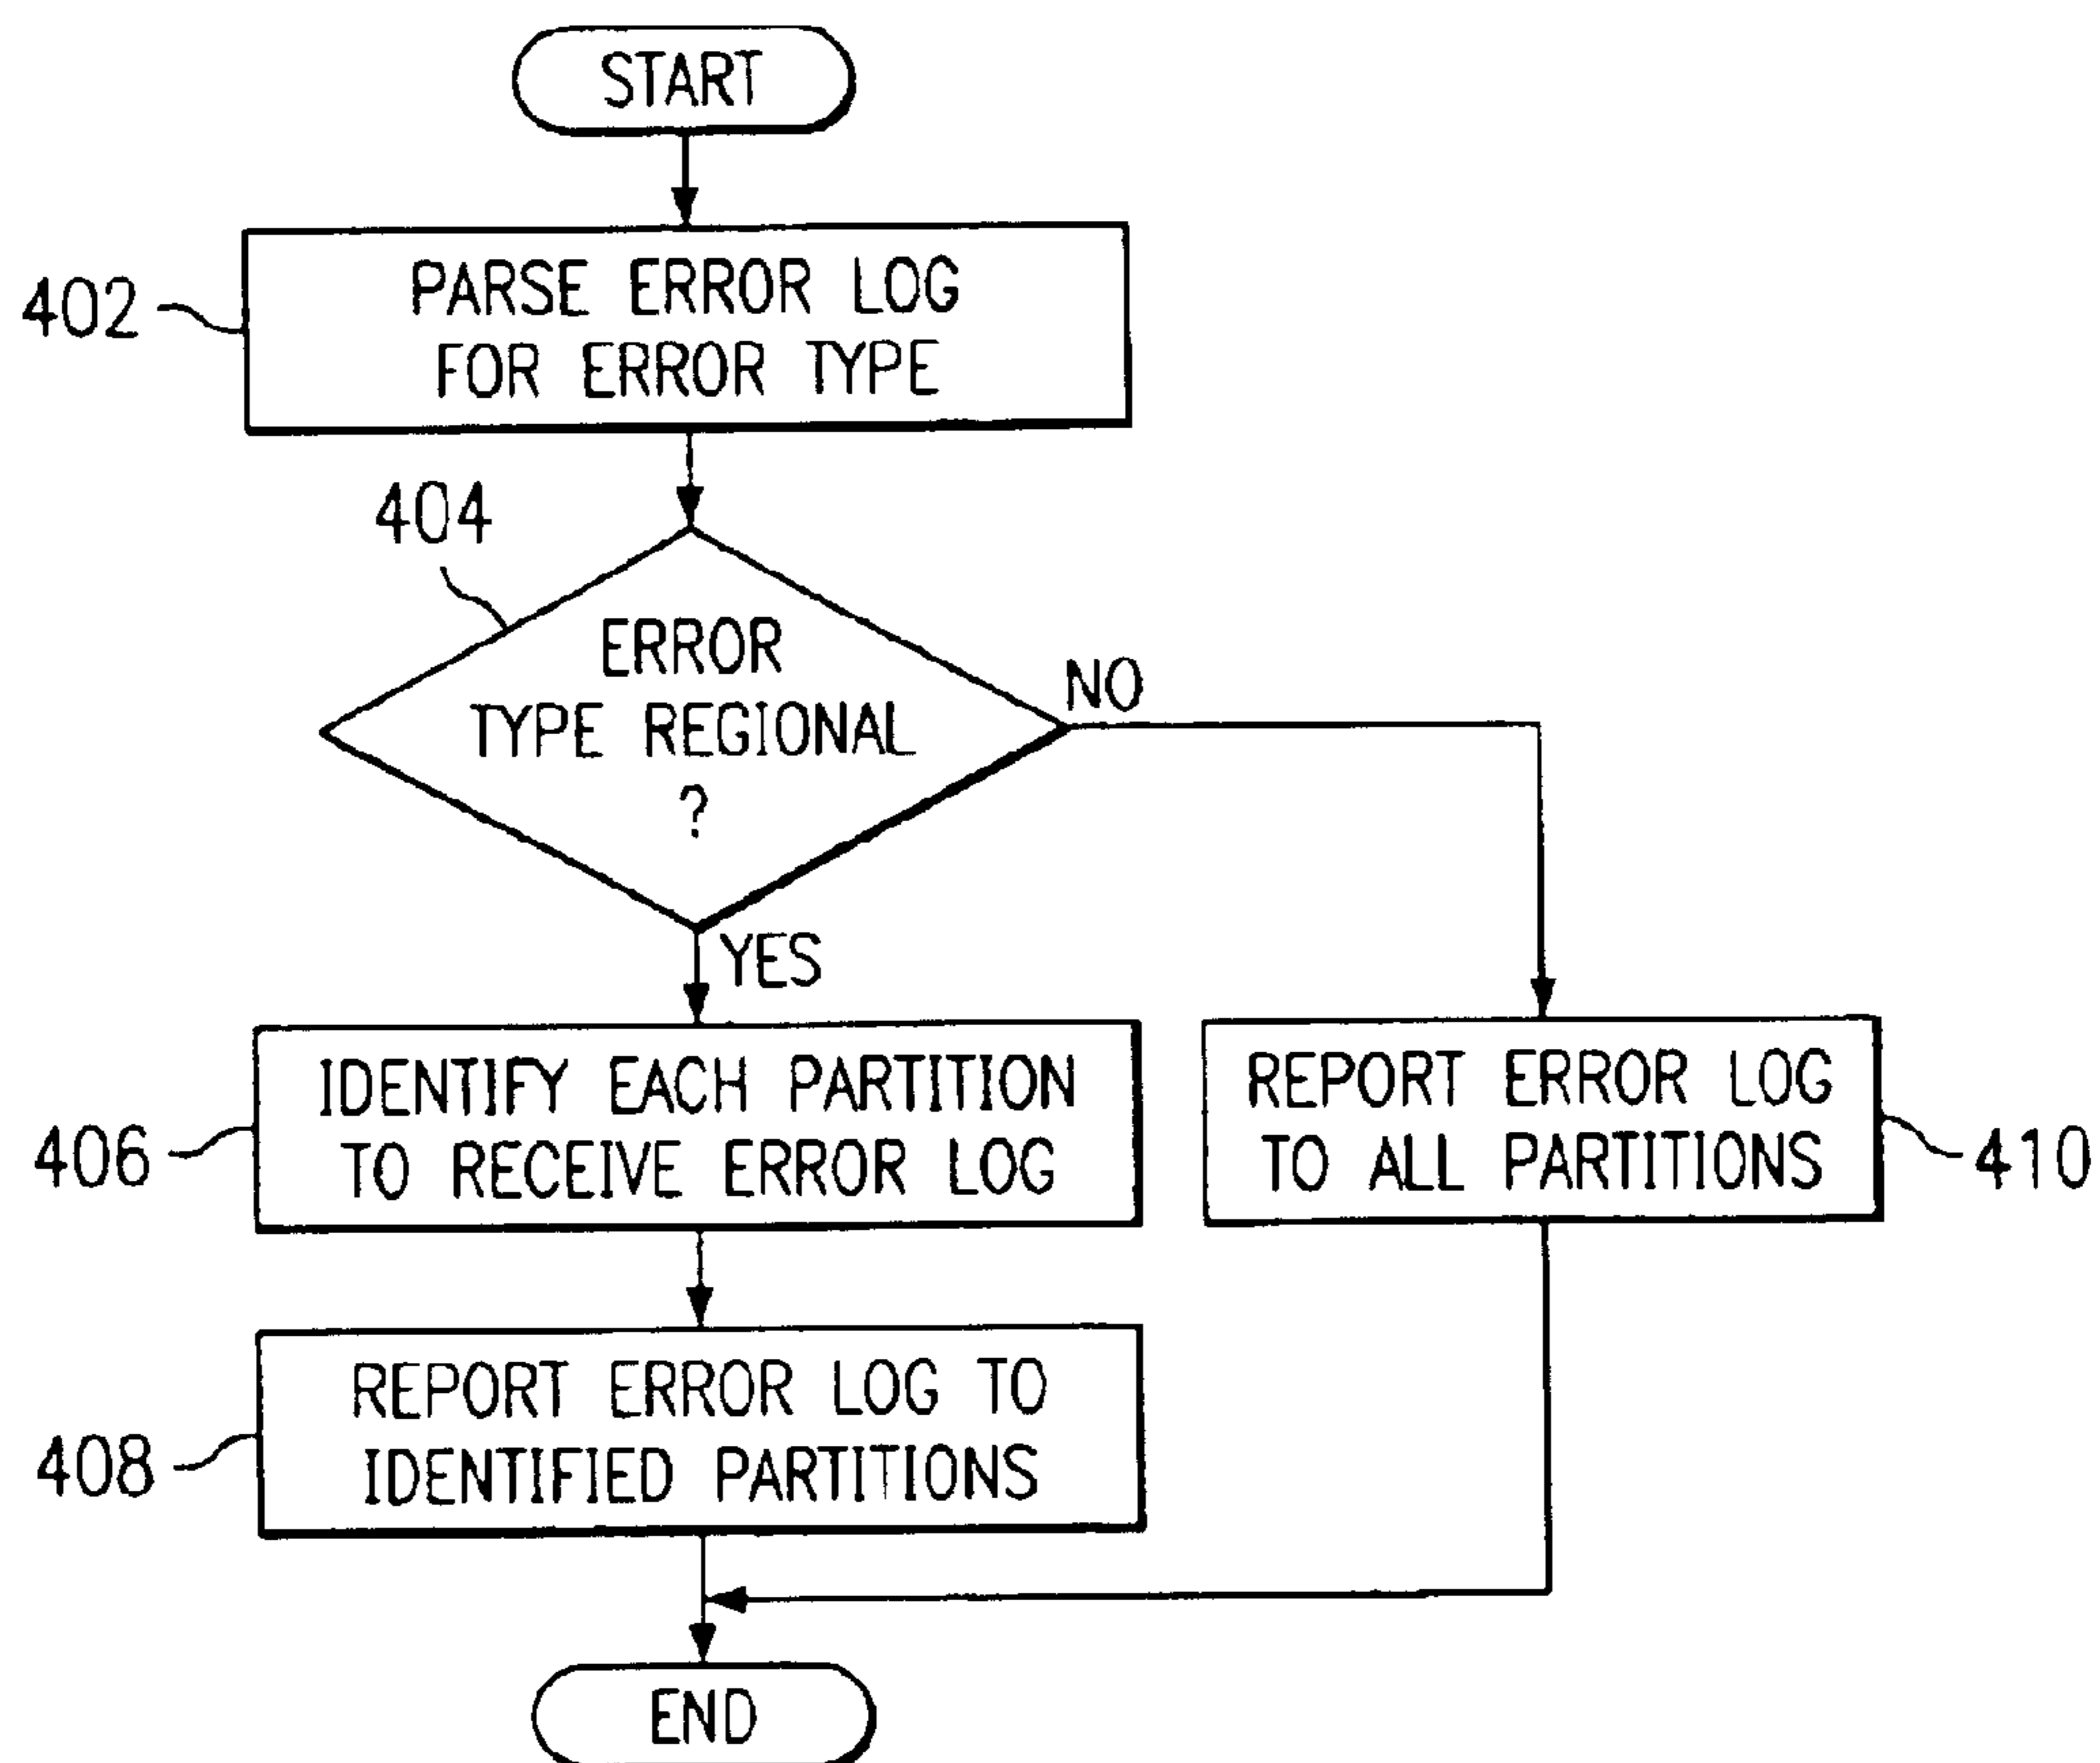 START
402
PARSE ERROR LOG
FOR ERROR TYPE
404
ERROR
TYPE REGIONAL
?
NO
YES
406
IDENTIFY EACH PARTITION
TO RECEIVE ERROR LOG
REPORT ERROR LOG
TO ALL PARTITIONS
410
408
REPORT ERROR LOG TO
IDENTIFIED PARTITIONS
END